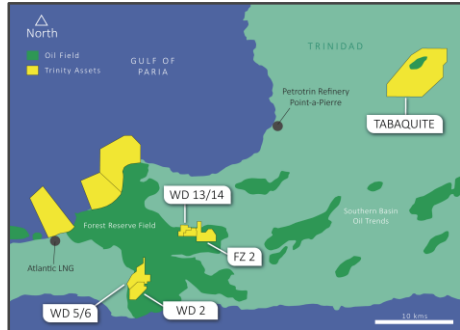 North
Oil Field
Trinity Assets
GULF OF
PARIA
TRINIDAD
Petrotrin Refinery
Point-a-Pierre
TABAQUITE
WD 13/14
Forest Reserve Field
FZ 2
Southern Basin
Oil Trends
Atlantic LNG
WD 5/6
WD 2
10 kms